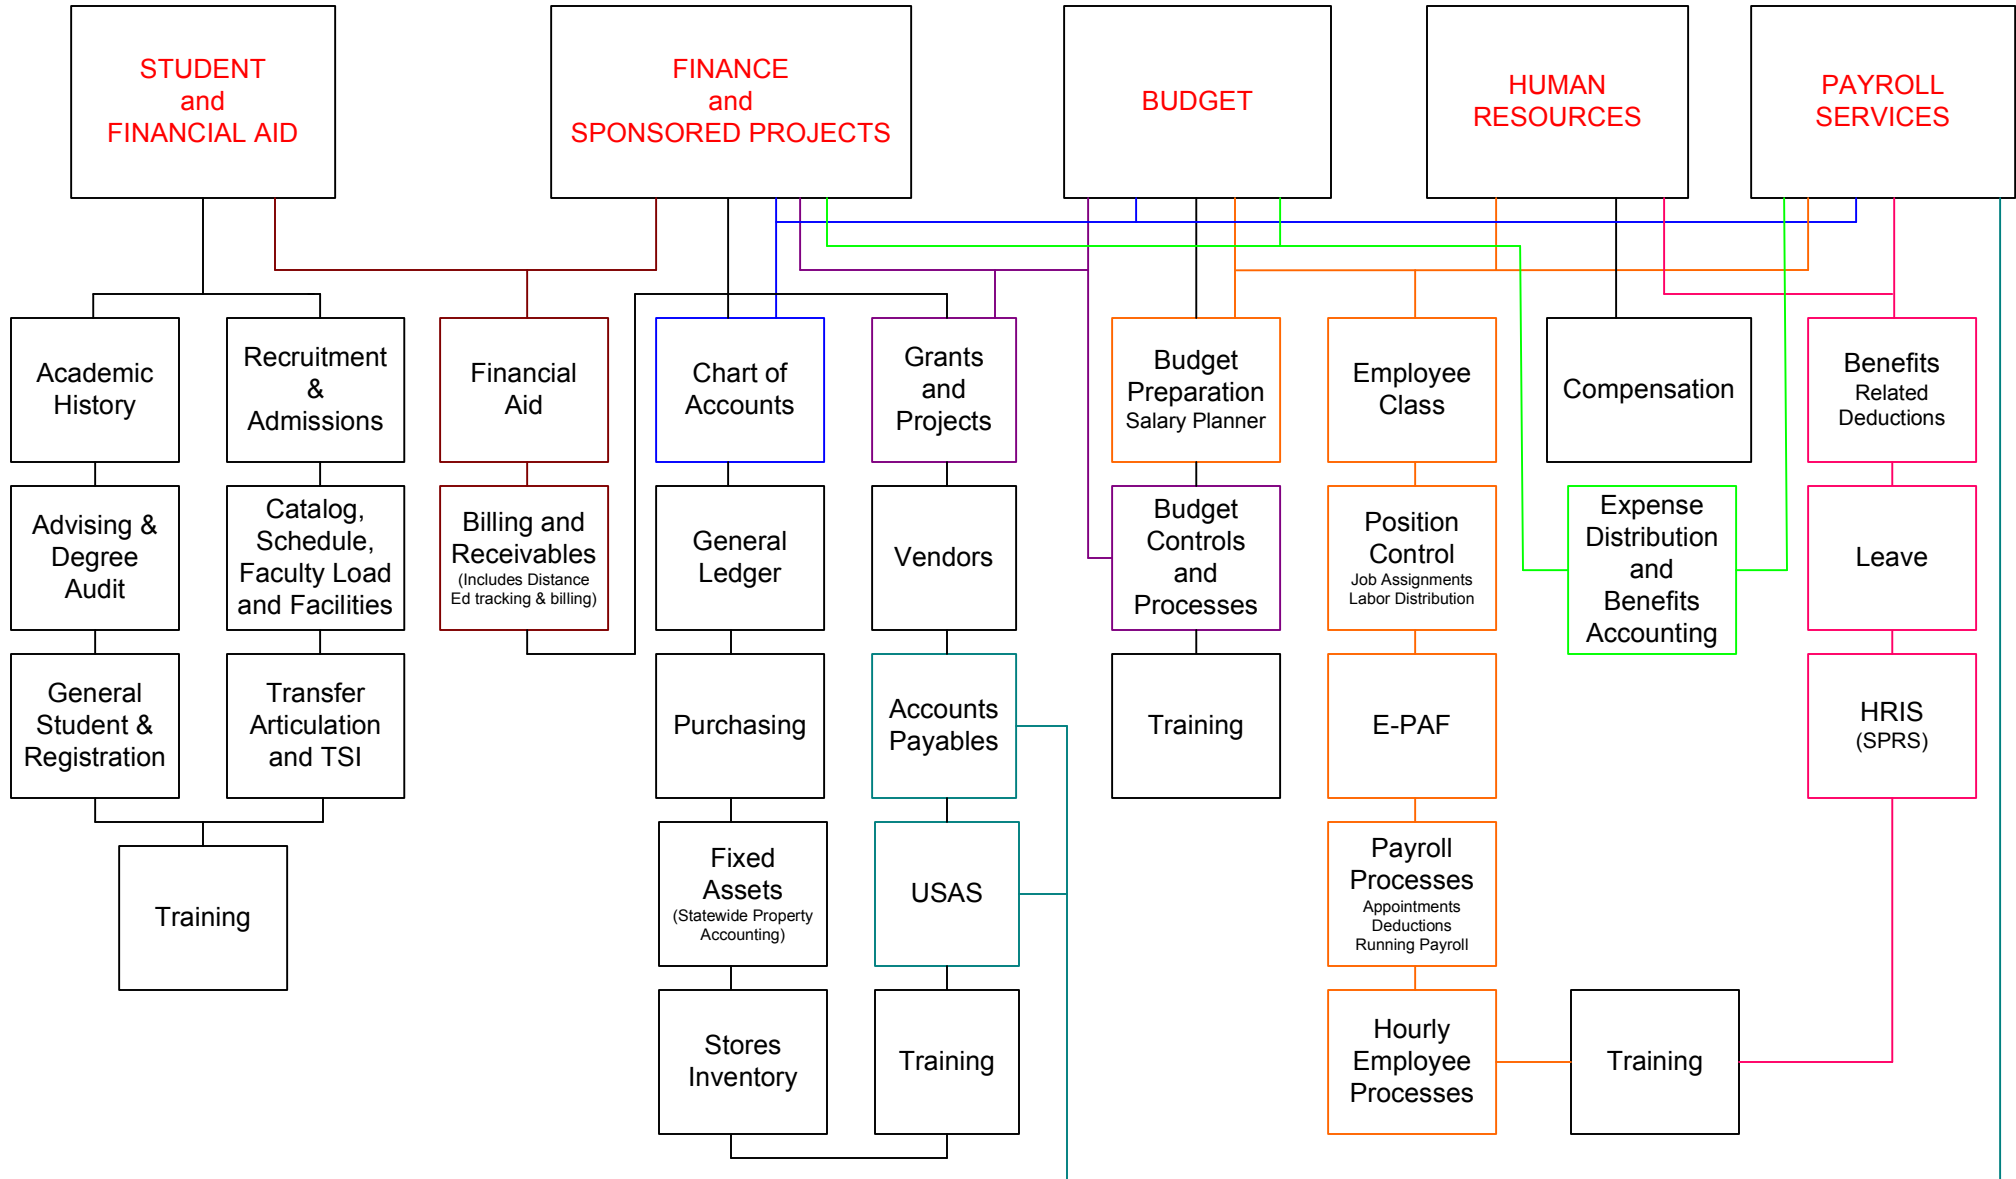 STUDENT
and
FINANCIAL AID
FINANCE
and
SPONSORED PROJECTS
BUDGET
HUMAN
RESOURCES
PAYROLL
SERVICES
Academic
History
Recruitment
&
Admissions
Financial
Aid
Chart of
Accounts
Grants
and
Projects
Budget
Preparation
Salary Planner
Employee
Class
Compensation
Benefits
Related
Deductions
Advising &
Degree
Audit
Catalog,
Schedule,
Faculty Load
and Facilities
Billing and
Receivables
(Includes Distance
Ed tracking & billing)
General
Ledger
Vendors
Budget
Controls
and
Processes
Position
Control
Job Assignments
Labor Distribution
Expense
Distribution
and
Benefits
Accounting
Leave
General
Student &
Registration
Transfer
Articulation
and TSI
Purchasing
Accounts
Payables
Training
E-PAF
HRIS
(SPRS)
Training
Fixed
Assets
(Statewide Property
Accounting)
USAS
Payroll
Processes
Appointments
Deductions
Running Payroll
Stores
Inventory
Training
Hourly
Employee
Processes
Training